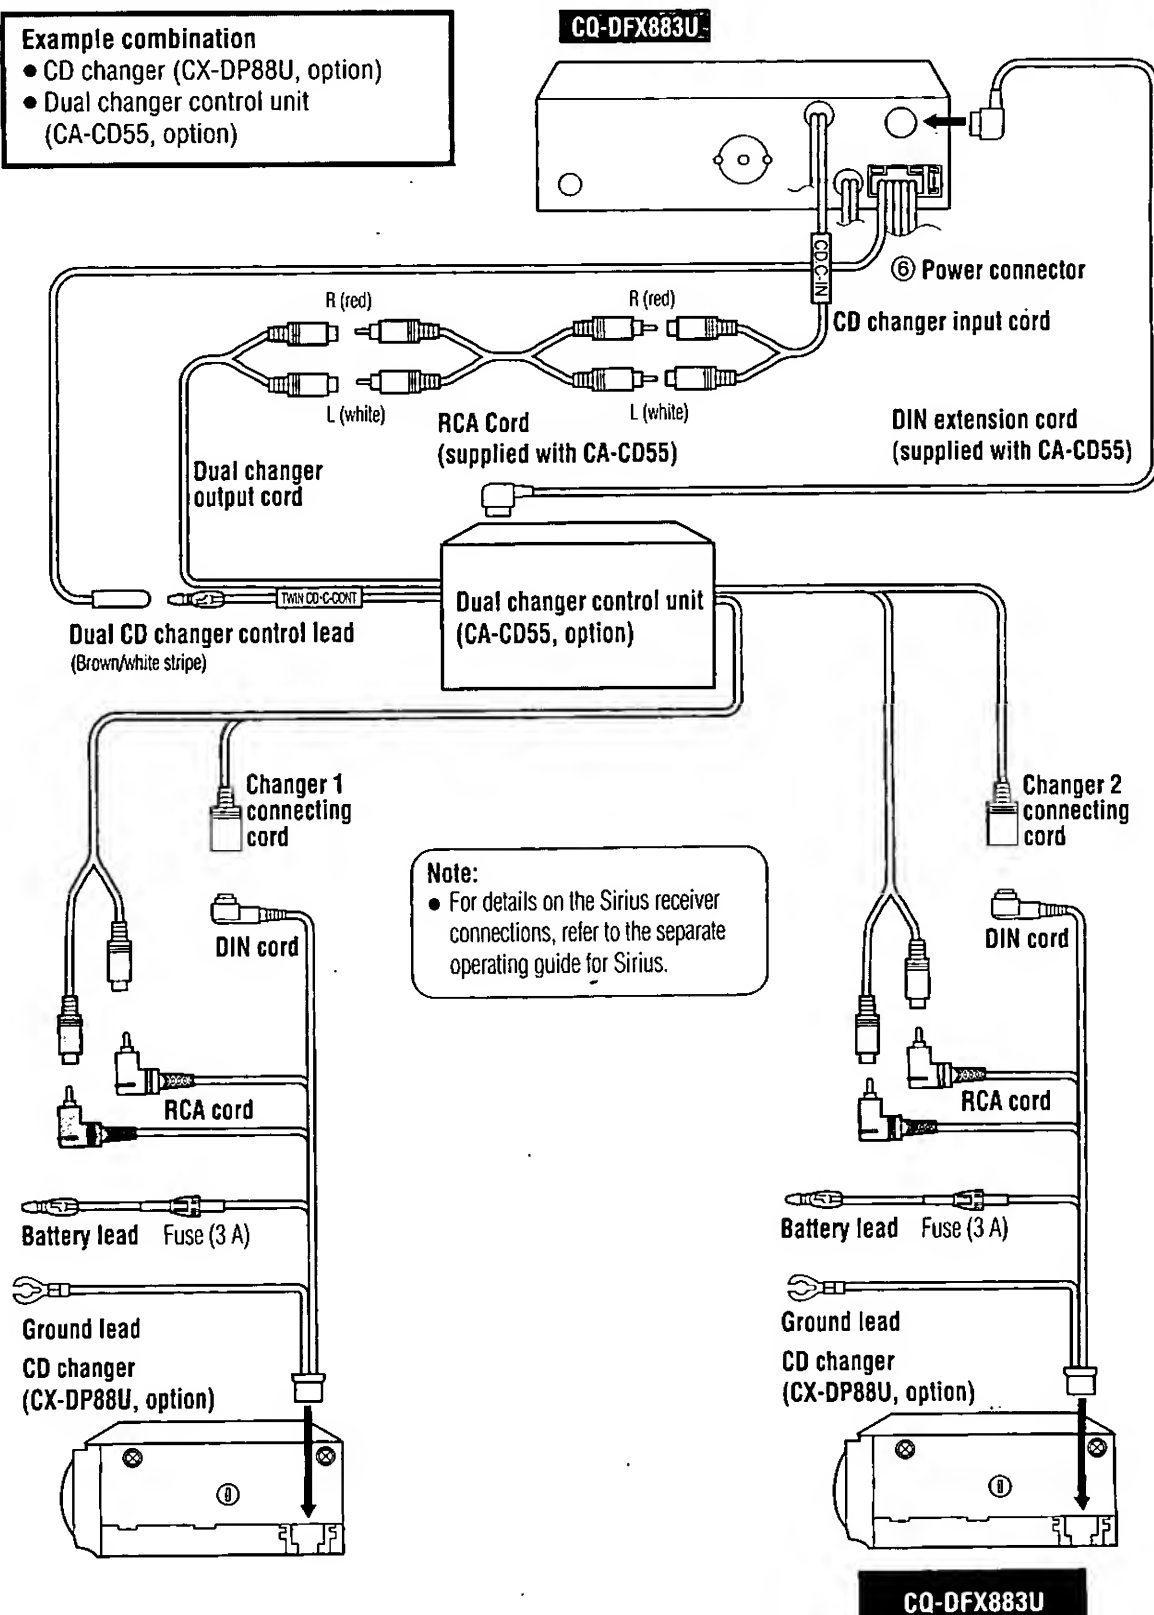 Example combination
● CD changer (CX-DP88U, option)
● Dual changer control unit
(CA-CD55, option)
CQ-DFX883U
⑥ Power connector
CD•C-IN
CD changer input cord
R (red)
R (red)
L (white)
L (white)
RCA Cord
(supplied with CA-CD55)
DIN extension cord
(supplied with CA-CD55)
Dual changer
output cord
TWIN CD•C-CONT
Dual CD changer control lead
(Brown/white stripe)
Dual changer control unit
(CA-CD55, option)
Changer 1
connecting
cord
Changer 2
connecting
cord
Note:
● For details on the Sirius receiver
connections, refer to the separate
operating guide for Sirius.
DIN cord
DIN cord
RCA cord
RCA cord
Battery lead Fuse (3 A)
Battery lead Fuse (3 A)
Ground lead
Ground lead
CD changer
(CX-DP88U, option)
CD changer
(CX-DP88U, option)
CQ-DFX883U